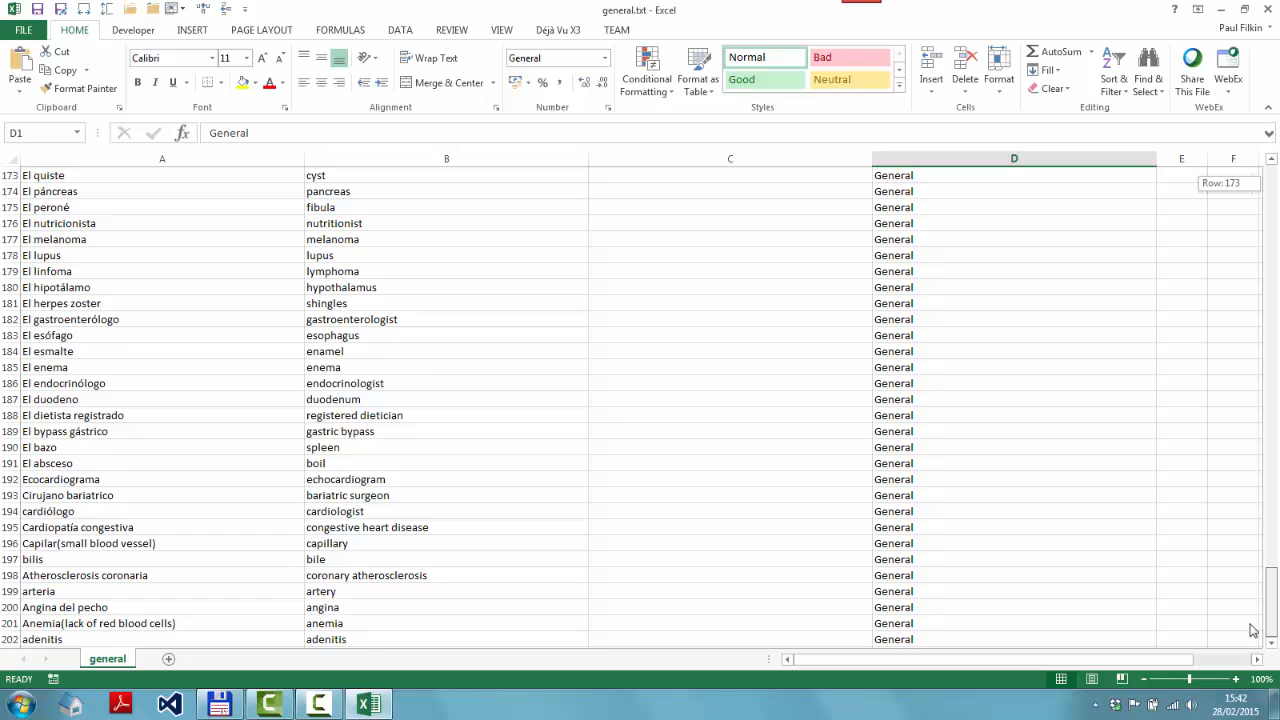 general.txt - Excel
Paul Filkin
FILE HOME Developer INSERT PAGE LAYOUT FORMULAS DATA REVIEW VIEW Déjà Vu X3 TEAM
Paste
Cut
Copy
Format Painter
Calibri 11
B I U
Wrap Text
Merge & Center
General
Conditional Formatting
Format as Table
Normal Bad
Good Neutral
Insert Delete Format
AutoSum
Fill
Clear
Sort & Filter
Find & Select
Share This File
WebEx
Clipboard Font Alignment Number Styles Cells Editing WebEx
D1 fx General
A B C D E F
Row: 173
173 El quiste cyst General
174 El páncreas pancreas General
175 El peroné fibula General
176 El nutricionista nutritionist General
177 El melanoma melanoma General
178 El lupus lupus General
179 El linfoma lymphoma General
180 El hipotálamo hypothalamus General
181 El herpes zoster shingles General
182 El gastroenterólogo gastroenterologist General
183 El esófago esophagus General
184 El esmalte enamel General
185 El enema enema General
186 El endocrinólogo endocrinologist General
187 El duodeno duodenum General
188 El dietista registrado registered dietician General
189 El bypass gástrico gastric bypass General
190 El bazo spleen General
191 El absceso boil General
192 Ecocardiograma echocardiogram General
193 Cirujano bariatrico bariatric surgeon General
194 cardiólogo cardiologist General
195 Cardiopatía congestiva congestive heart disease General
196 Capilar(small blood vessel) capillary General
197 bilis bile General
198 Atherosclerosis coronaria coronary atherosclerosis General
199 arteria artery General
200 Angina del pecho angina General
201 Anemia(lack of red blood cells) anemia General
202 adenitis adenitis General
general
READY 100%
15:42
28/02/2015